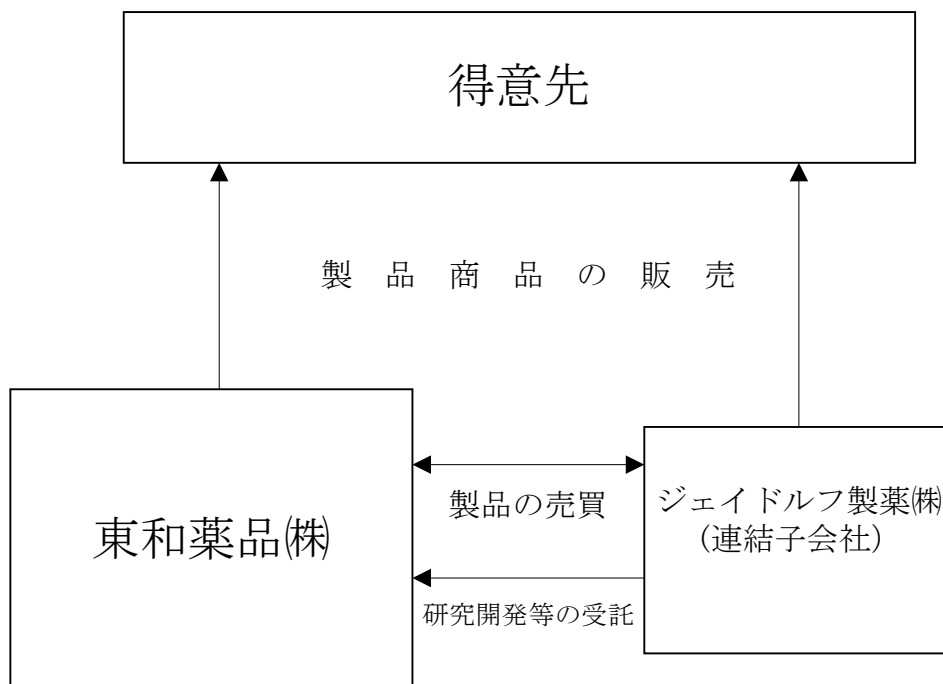 得意先
製品商品の販売
東和薬品㈱
製品の売買
研究開発等の受託
ジェイドルフ製薬㈱
(連結子会社)